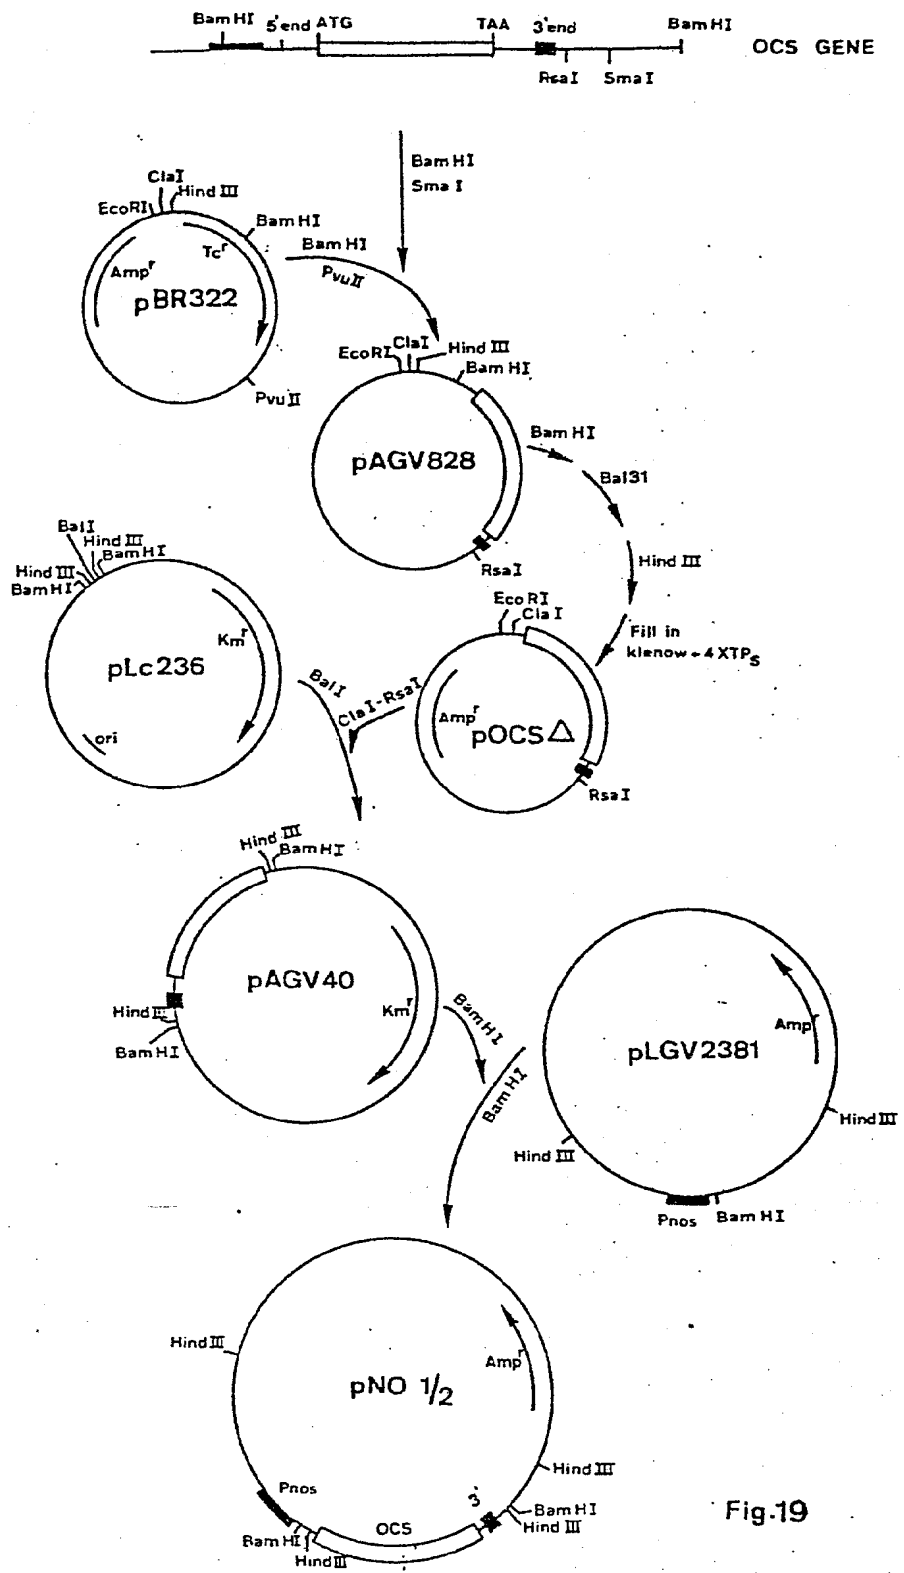 BamHI 5'end ATG TAA 3'end BamHI
OCS GENE
RsaI SmaI
BamHI
SmaI
ClaI
HindIII
EcoRI
BamHI
Tcʳ
Ampʳ
pBR322
PvuII
BamHI
PvuII
ClaI
EcoRI
HindIII
BamHI
pAGV828
RsaI
BamHI
Bal31
HindIII
Fill in
klenow + 4XTPs
BalI
HindIII
BamHI
HindIII
BamHI
Kmʳ
pLc236
ori
BalI
ClaI-RsaI
EcoRI
ClaI
Ampʳ
pOCSΔ
RsaI
HindIII
BamHI
pAGV40
Kmʳ
HindIII
BamHI
BamHI
BamHI
Ampʳ
pLGV2381
HindIII
HindIII
Pnos BamHI
HindIII
Ampʳ
pNO 1/2
HindIII
Pnos
3'
BamHI
HindIII
OCS
BamHI
HindIII
Fig.19